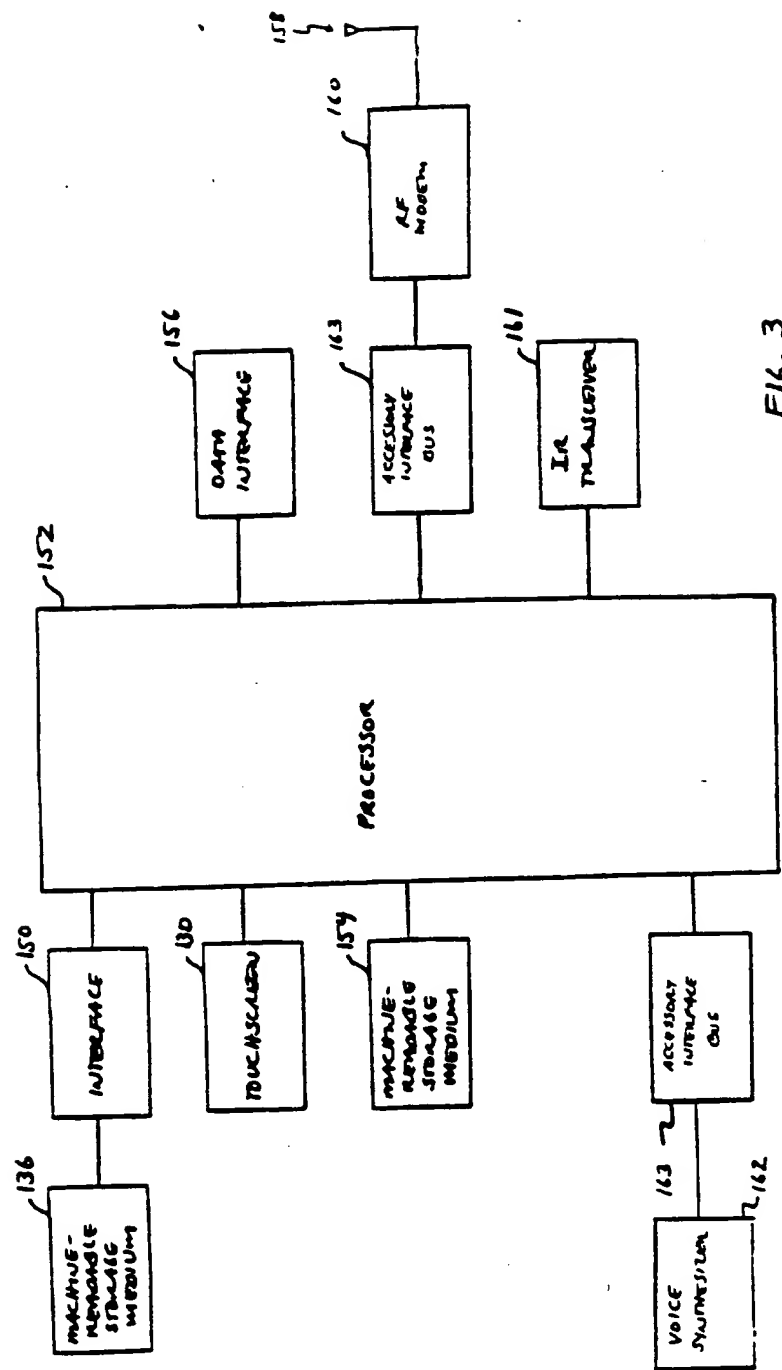 136
MACHINE-
READABLE
STORAGE
MEDIUM
150
INTERFACE
130
TOUCHSCREEN
154
MACHINE-
READABLE
STORAGE
MEDIUM
163
ACCESSORY
INTERFACE
BUS
162
VOICE
SYNTHESIZER
152
PROCESSOR
156
DATA
INTERFACE
163
ACCESSORY
INTERFACE
BUS
160
RF
MODEM
158
161
IR
TRANSCEIVER
FIG. 3